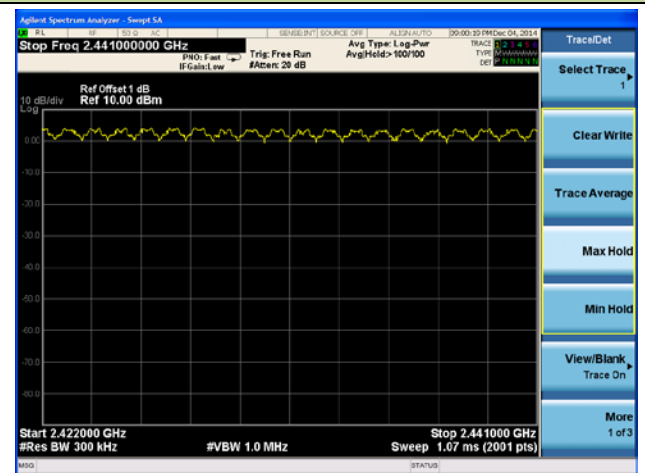 Agilent Spectrum Analyzer - Swept SA
RL RF 50 Ω AC SENSE:INT SOURCE OFF ALIGN AUTO 09:00:19 PM Dec 04, 2014
Stop Freq 2.441000000 GHz
PNO: Fast
IFGain:Low
Trig: Free Run
#Atten: 20 dB
Avg Type: Log-Pwr
Avg|Hold:>100/100
TRACE 1 2 3 4 5 6
TYPE
DET P N N N N N
Ref Offset 1 dB
10 dB/div Ref 10.00 dBm
Log
0.00
-10.0
-20.0
-30.0
-50.0
-60.0
-70.0
-80.0
Start 2.422000 GHz
Stop 2.441000 GHz
#Res BW 300 kHz
#VBW 1.0 MHz
Sweep 1.07 ms (2001 pts)
MSG
STATUS
Trace/Det
Select Trace
1
Clear Write
Trace Average
Max Hold
Min Hold
View/Blank
Trace On
More
1 of 3